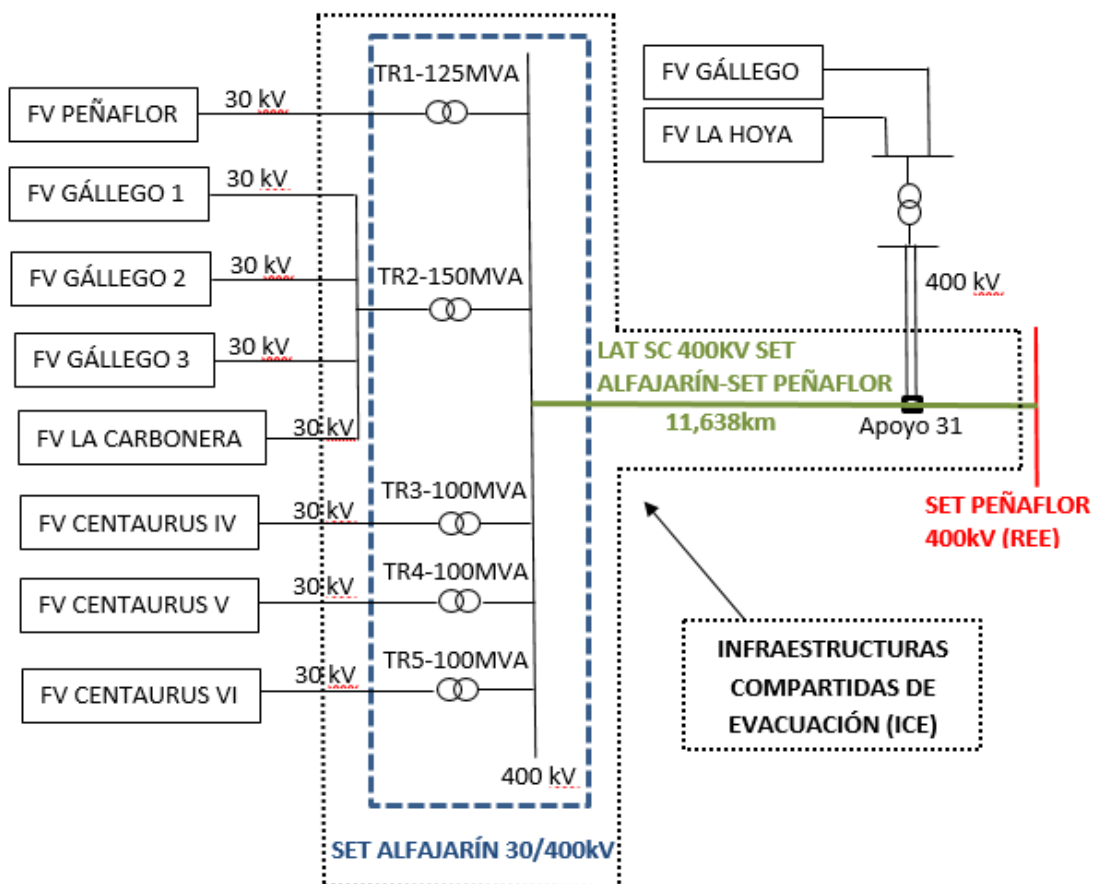 TR1-125MVA
FV PEÑAFLOR
30 kV
FV GÁLLEGO 1
30 kV
FV GÁLLEGO 2
30 kV
TR2-150MVA
FV GÁLLEGO 3
30 kV
FV LA CARBONERA
30 kV
TR3-100MVA
FV CENTAURUS IV
30 kV
TR4-100MVA
FV CENTAURUS V
30 kV
TR5-100MVA
FV CENTAURUS VI
30 kV
400 kV
SET ALFAJARÍN 30/400kV
FV GÁLLEGO
FV LA HOYA
400 kV
LAT SC 400KV SET
ALFAJARÍN-SET PEÑAFLOR
11,638km
Apoyo 31
SET PEÑAFLOR
400kV (REE)
INFRAESTRUCTURAS
COMPARTIDAS DE
EVACUACIÓN (ICE)